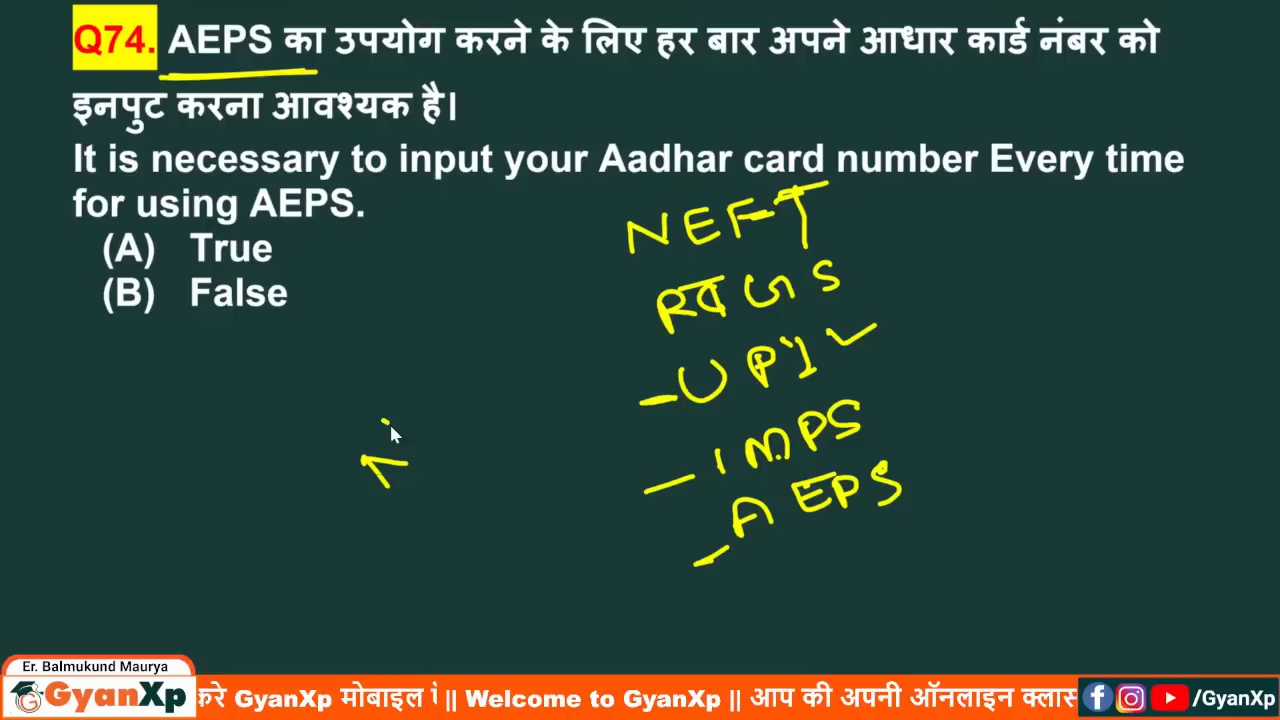 Q74. AEPS का उपयोग करने के लिए हर बार अपने आधार कार्ड नंबर को
इनपुट करना आवश्यक है।
It is necessary to input your Aadhar card number Every time
for using AEPS.
(A) True
(B) False
NEFT
UPI
IMPS
AEPS
Er. Balmukund Maurya
GyanXp
करे GyanXp मोबाइल || Welcome to GyanXp || आप की अपनी ऑनलाइन क्लास
/GyanXp